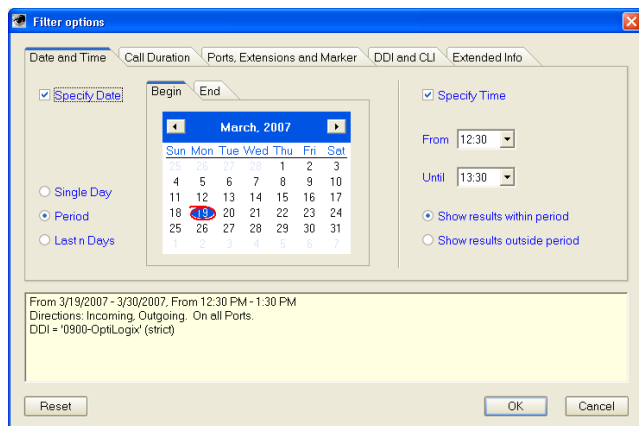 Filter options
Date and Time Call Duration Ports, Extensions and Marker DDI and CLI Extended Info
Specify Date
Begin End
March, 2007
Sun Mon Tue Wed Thu Fri Sat
25 26 27 28 1 2 3
4 5 6 7 8 9 10
11 12 13 14 15 16 17
18 19 20 21 22 23 24
25 26 27 28 29 30 31
1 2 3 4 5 6 7
Single Day
Period
Last n Days
Specify Time
From 12:30
Until 13:30
Show results within period
Show results outside period
From 3/19/2007 - 3/30/2007, From 12:30 PM - 1:30 PM
Directions: Incoming, Outgoing. On all Ports.
DDI = '0900-OptiLogix' (strict)
Reset OK Cancel